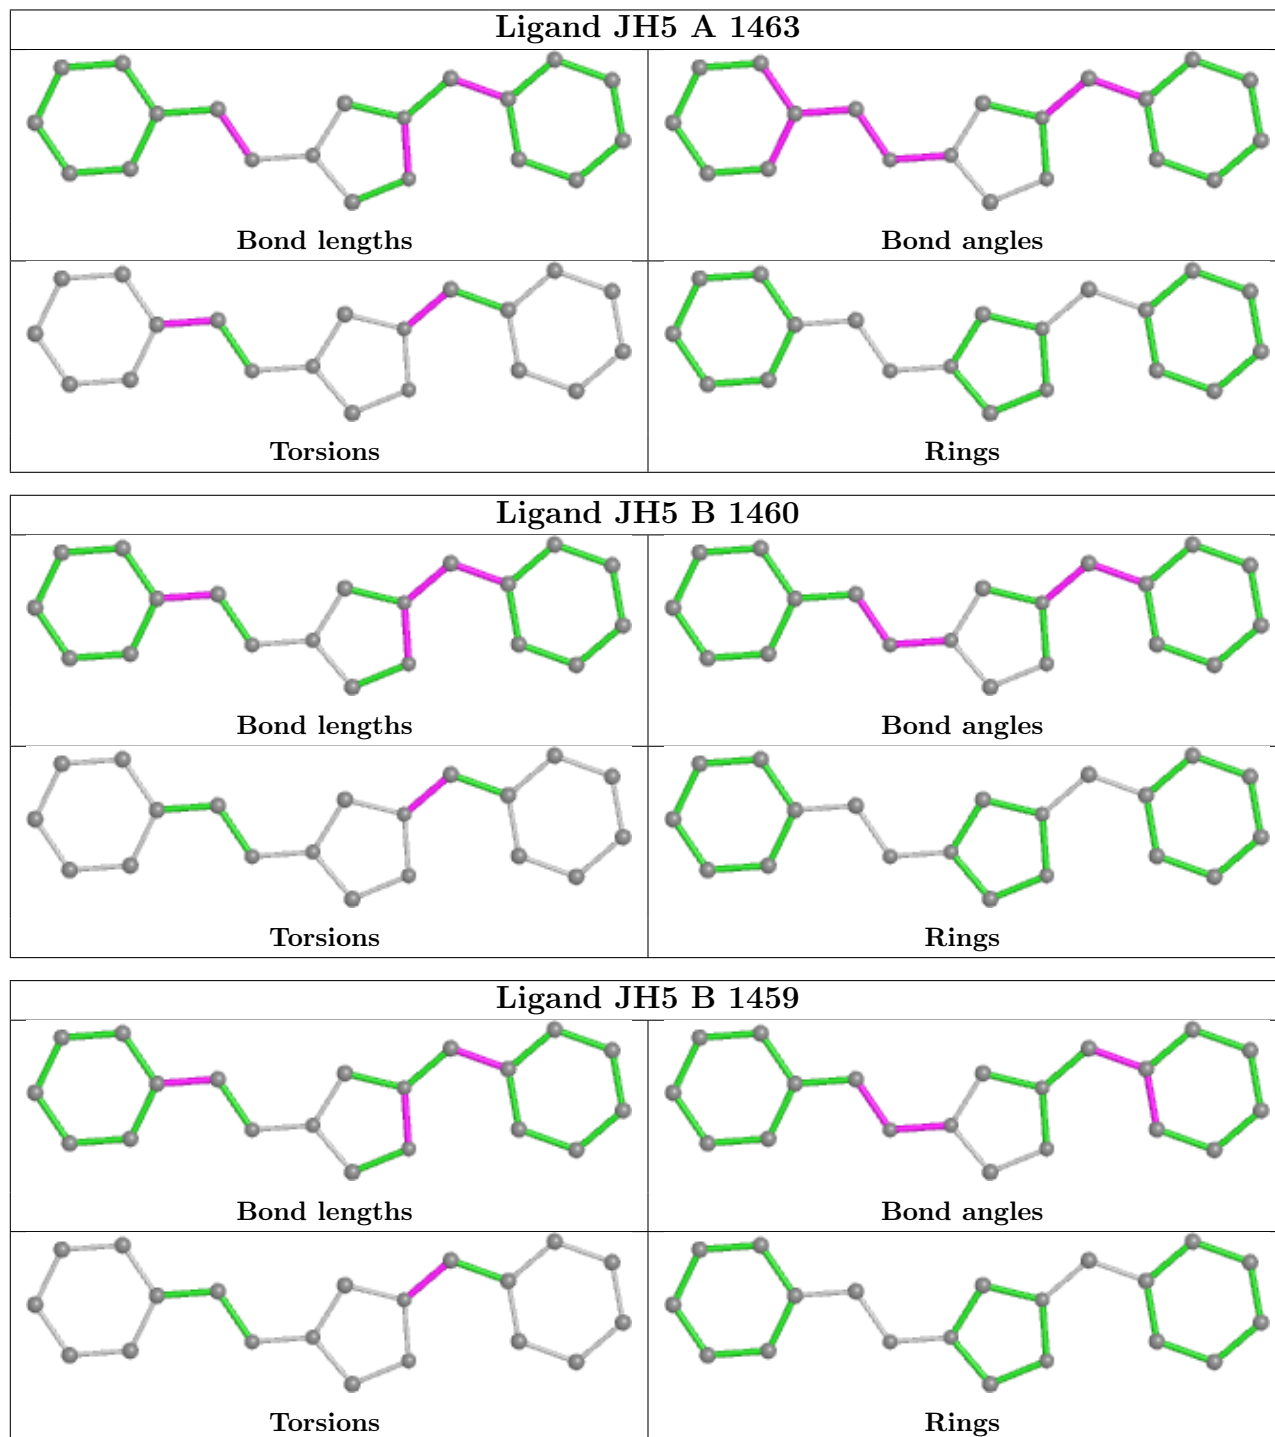 Ligand JH5 A 1463
Bond lengths
Bond angles
Torsions
Rings
Ligand JH5 B 1460
Bond lengths
Bond angles
Torsions
Rings
Ligand JH5 B 1459
Bond lengths
Bond angles
Torsions
Rings